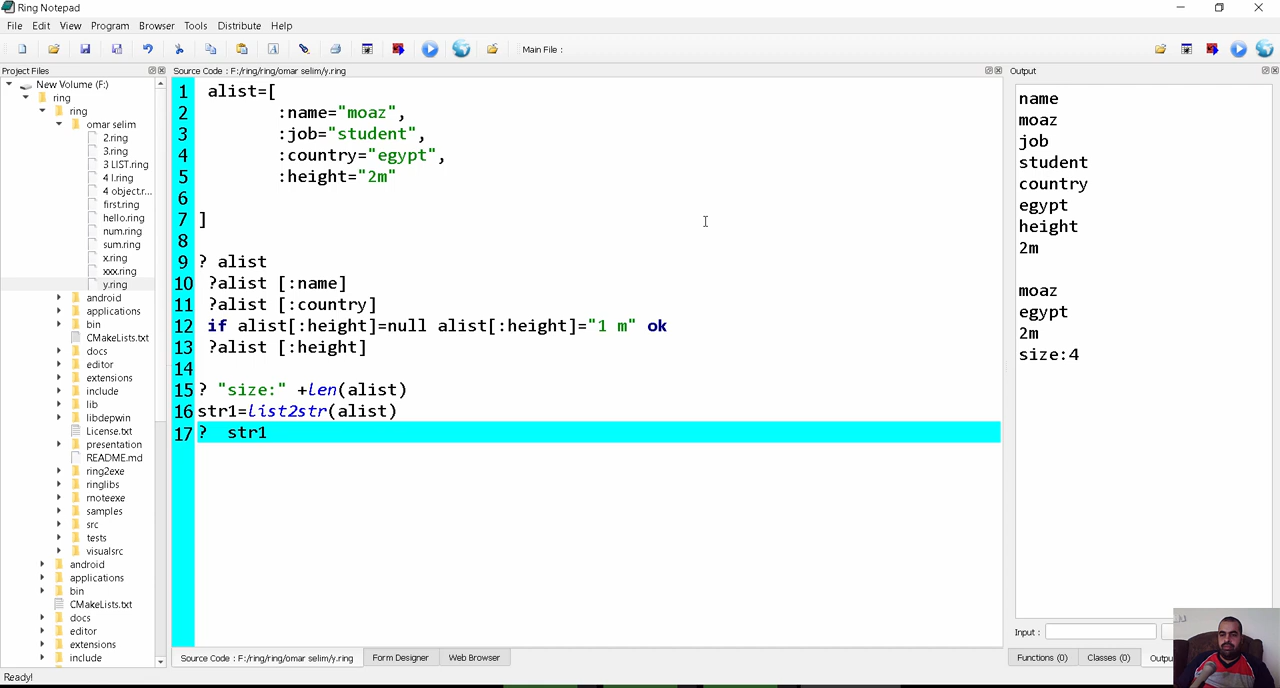 Ring Notepad
File Edit View Program Browser Tools Distribute Help
Main File :
Project Files
Source Code : F:/ring/ring/omar selim/y.ring
Output
New Volume (F:)
ring
ring
omar selim
2.ring
3.ring
3 LIST.ring
4 l.ring
4 object.r...
first.ring
hello.ring
num.ring
sum.ring
x.ring
xxx.ring
y.ring
android
applications
bin
CMakeLists.txt
docs
editor
extensions
include
lib
libdepwin
License.txt
presentation
README.md
ring2exe
ringlibs
rnoteexe
samples
src
tests
visualsrc
android
applications
bin
CMakeLists.txt
docs
editor
extensions
include
1 alist=[
2 :name="moaz",
3 :job="student",
4 :country="egypt",
5 :height="2m"
6
7 ]
8
9 ? alist
10 ?alist [:name]
11 ?alist [:country]
12 if alist[:height]=null alist[:height]="1 m" ok
13 ?alist [:height]
14
15 ? "size:" +len(alist)
16 str1=list2str(alist)
17 ? str1
name
moaz
job
student
country
egypt
height
2m
moaz
egypt
2m
size:4
Input :
Source Code : F:/ring/ring/omar selim/y.ring Form Designer Web Browser
Functions (0) Classes (0) Outpu
Ready!